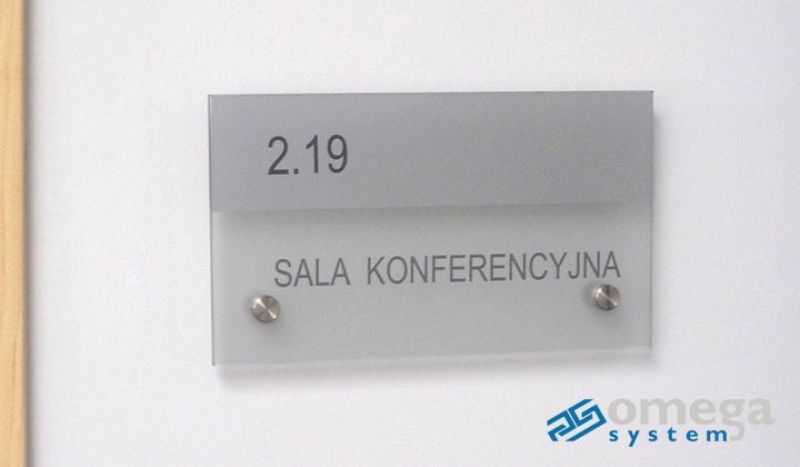 2.19
SALA KONFERENCYJNA
omega
system